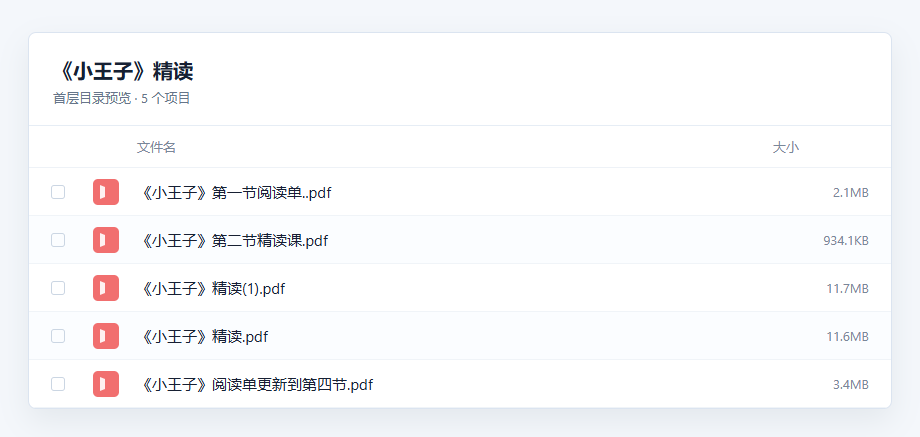 《小王子》精读
首层目录预览 · 5 个项目
文件名 大小
《小王子》第一节阅读单..pdf 2.1MB
《小王子》第二节精读课.pdf 934.1KB
《小王子》精读(1).pdf 11.7MB
《小王子》精读.pdf 11.6MB
《小王子》阅读单更新到第四节.pdf 3.4MB